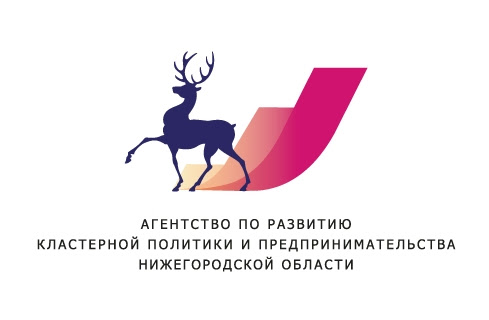 АГЕНТСТВО ПО РАЗВИТИЮ
КЛАСТЕРНОЙ ПОЛИТИКИ И ПРЕДПРИНИМАТЕЛЬСТВА
НИЖЕГОРОДСКОЙ ОБЛАСТИ